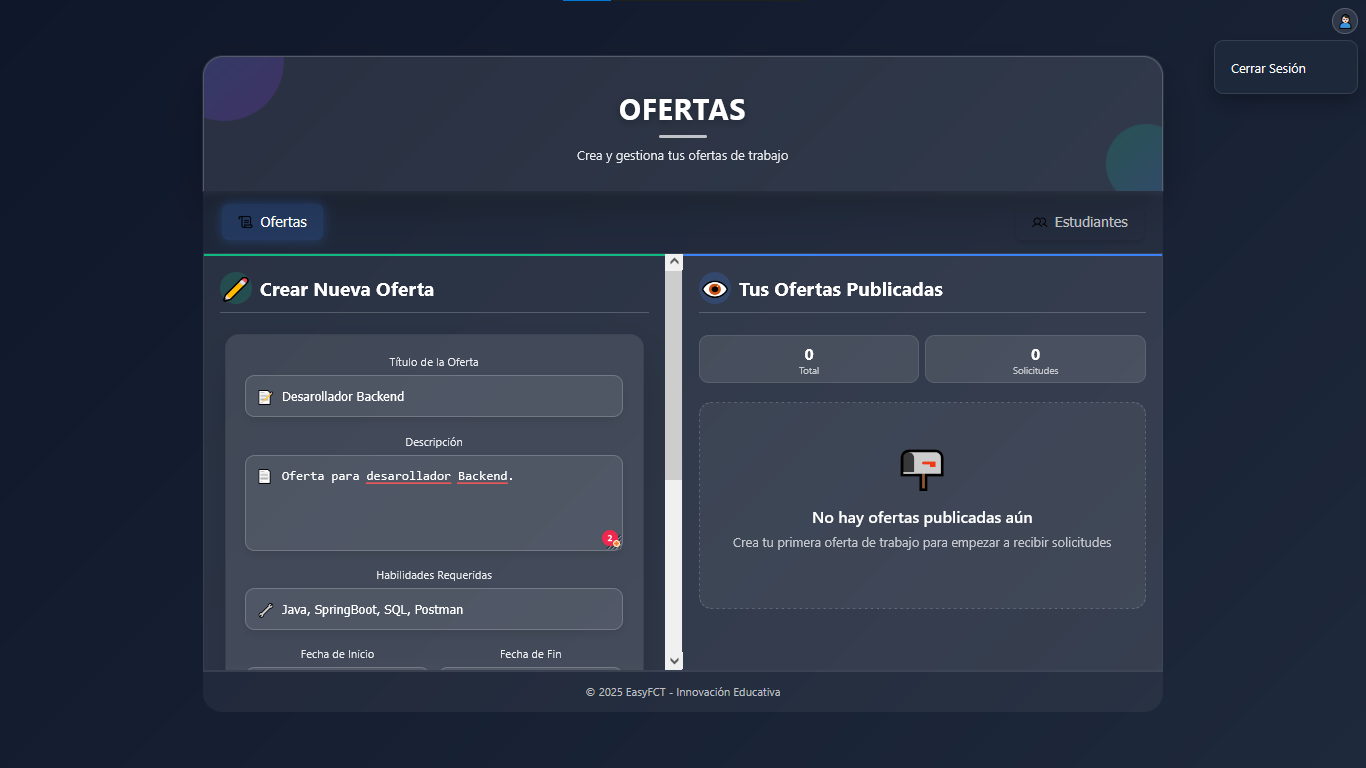 Cerrar Sesión
OFERTAS
Crea y gestiona tus ofertas de trabajo
Ofertas
Estudiantes
Crear Nueva Oferta
Título de la Oferta
Desarollador Backend
Descripción
Oferta para desarollador Backend.
2
Habilidades Requeridas
Java, SpringBoot, SQL, Postman
Fecha de Inicio
Fecha de Fin
Tus Ofertas Publicadas
0
Total
0
Solicitudes
No hay ofertas publicadas aún
Crea tu primera oferta de trabajo para empezar a recibir solicitudes
© 2025 EasyFCT - Innovación Educativa